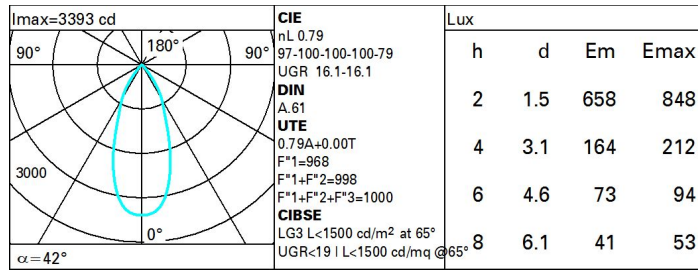 Imax=3393 cd
90°
180°
90°
3000
0°
α=42°
CIE
nL 0.79
97-100-100-100-79
UGR 16.1-16.1
DIN
A.61
UTE
0.79A+0.00T
F"1=968
F"1+F"2=998
F"1+F"2+F"3=1000
CIBSE
LG3 L<1500 cd/m² at 65°
UGR<19 | L<1500 cd/mq @65°
Lux
h d Em Emax
2 1.5 658 848
4 3.1 164 212
6 4.6 73 94
8 6.1 41 53